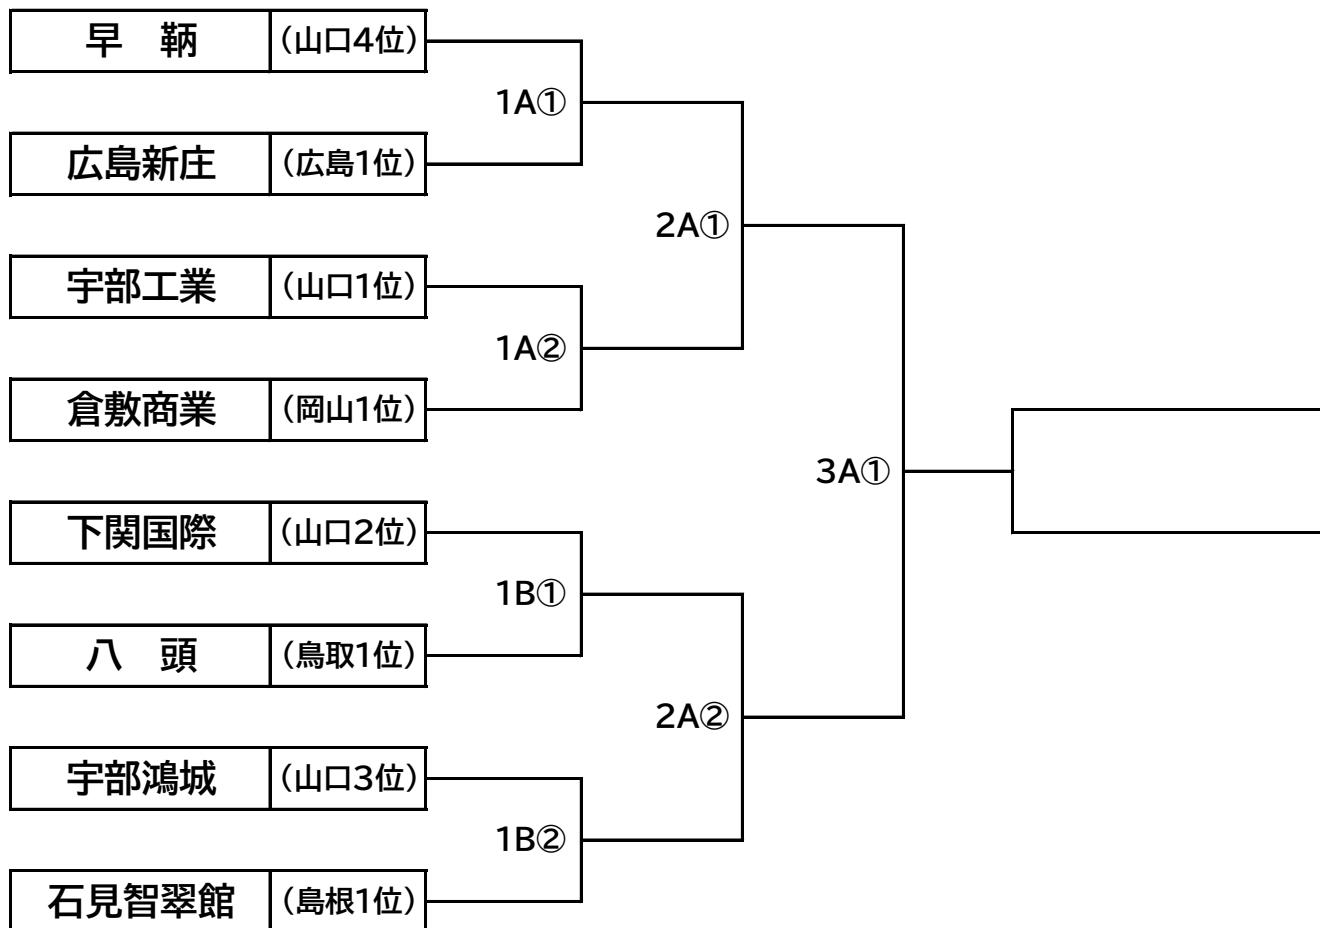 早　鞆 (山口4位)
1A①
広島新庄 (広島1位)
2A①
宇部工業 (山口1位)
1A②
倉敷商業 (岡山1位)
3A①
下関国際 (山口2位)
1B①
八　頭 (鳥取1位)
2A②
宇部鴻城 (山口3位)
1B②
石見智翠館 (島根1位)